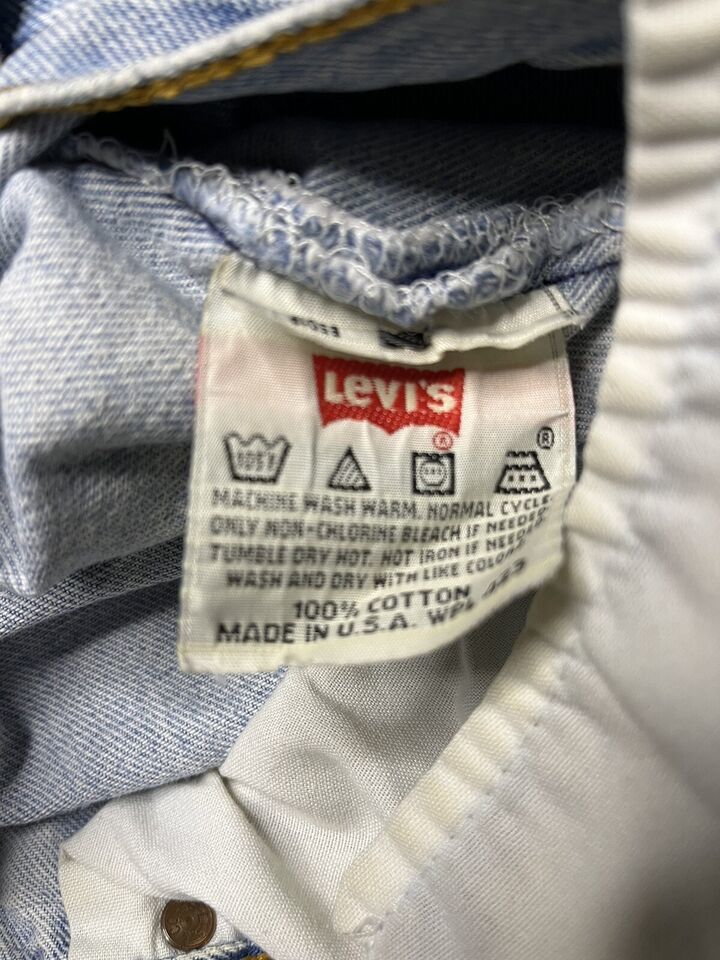 Levi's
®
®
105F
MACHINE WASH WARM. NORMAL CYCLE.
ONLY NON-CHLORINE BLEACH IF NEEDED.
TUMBLE DRY HOT. HOT IRON IF NEEDED.
WASH AND DRY WITH LIKE COLORS.
100% COTTON
MADE IN U.S.A. WPL 423